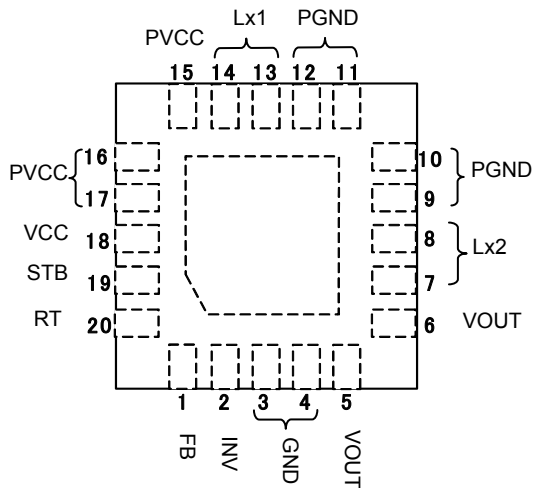 Lx1 PGND
PVCC
15 14 13 12 11
16 10
PVCC PGND
17 9
VCC 18 8
Lx2
STB 19 7
RT 20 6 VOUT
1 2 3 4 5
FB INV GND VOUT